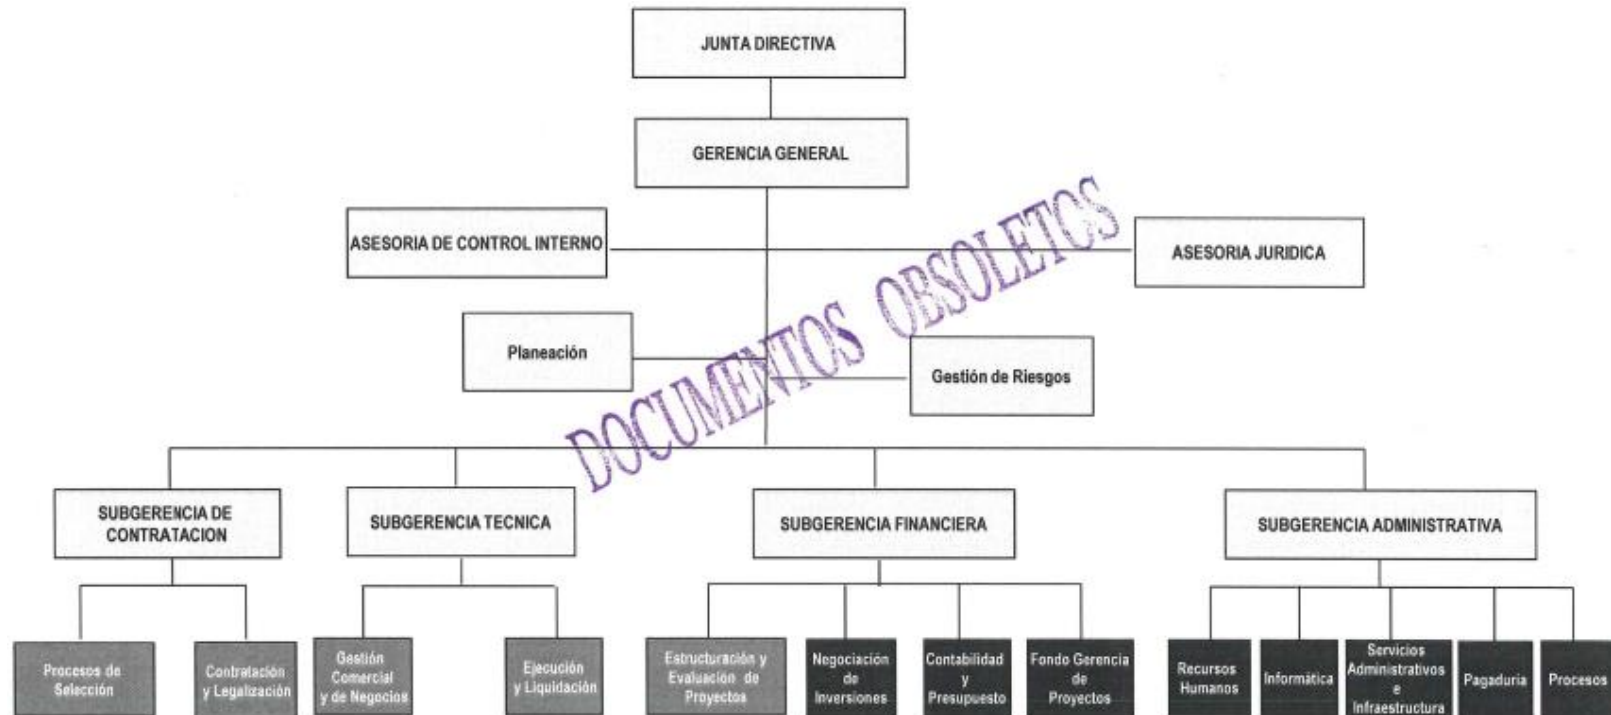 JUNTA DIRECTIVA
GERENCIA GENERAL
ASESORIA DE CONTROL INTERNO
ASESORIA JURIDICA
Planeación
Gestión de Riesgos
DOCUMENTOS OBSOLETOS
SUBGERENCIA DE
CONTRATACION
SUBGERENCIA TECNICA
SUBGERENCIA FINANCIERA
SUBGERENCIA ADMINISTRATIVA
Procesos de
Selección
Contratación
y Legalización
Gestión
Comercial
y de Negocios
Ejecución
y Liquidación
Estructuración y
Evaluación de
Proyectos
Negociación
de
Inversiones
Contabilidad
y
Presupuesto
Fondo Gerencia
de
Proyectos
Recursos
Humanos
Informática
Servicios
Administrativos
e
Infraestructura
Pagaduria
Procesos